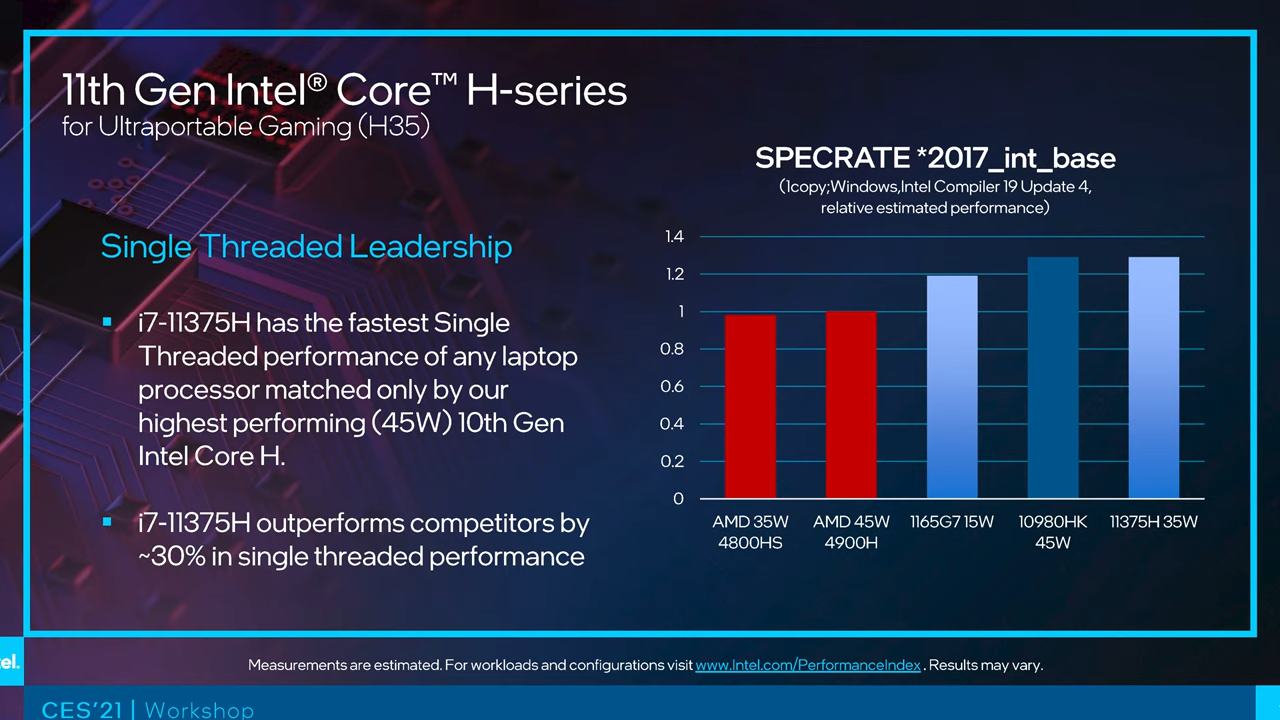 11th Gen Intel® Core™ H-series
for Ultraportable Gaming (H35)
Single Threaded Leadership
▪ i7-11375H has the fastest Single
Threaded performance of any laptop
processor matched only by our
highest performing (45W) 10th Gen
Intel Core H.
▪ i7-11375H outperforms competitors by
~30% in single threaded performance
SPECRATE *2017_int_base
(1copy;Windows,Intel Compiler 19 Update 4,
relative estimated performance)
1.4
1.2
1
0.8
0.6
0.4
0.2
0
AMD 35W AMD 45W 1165G7 15W 10980HK 11375H 35W
4800HS 4900H 45W
el.
Measurements are estimated. For workloads and configurations visit www.Intel.com/PerformanceIndex . Results may vary.
CES'21 | Workshop